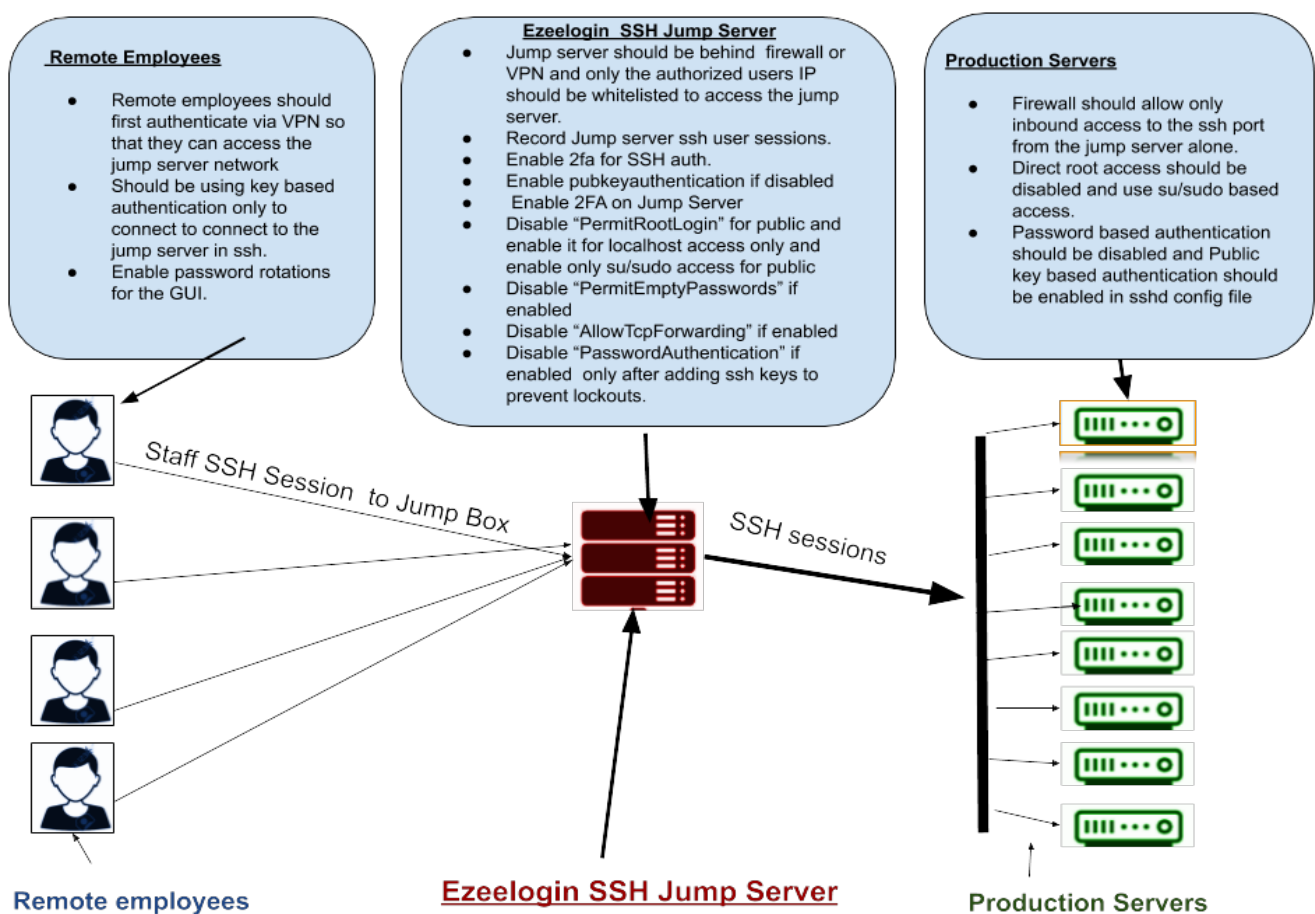 Remote Employees
● Remote employees should
first authenticate via VPN so
that they can access the
jump server network
● Should be using key based
authentication only to
connect to connect to the
jump server in ssh.
● Enable password rotations
for the GUI.
Ezeelogin SSH Jump Server
● Jump server should be behind firewall or
VPN and only the authorized users IP
should be whitelisted to access the jump
server.
● Record Jump server ssh user sessions.
● Enable 2fa for SSH auth.
● Enable pubkeyauthentication if disabled
● Enable 2FA on Jump Server
● Disable “PermitRootLogin” for public and
enable it for localhost access only and
enable only su/sudo access for public
● Disable “PermitEmptyPasswords” if
enabled
● Disable “AllowTcpForwarding” if enabled
● Disable “PasswordAuthentication” if
enabled only after adding ssh keys to
prevent lockouts.
Production Servers
● Firewall should allow only
inbound access to the ssh port
from the jump server alone.
● Direct root access should be
disabled and use su/sudo based
access.
● Password based authentication
should be disabled and Public
key based authentication should
be enabled in sshd config file
Staff SSH Session to Jump Box
SSH sessions
Remote employees
Ezeelogin SSH Jump Server
Production Servers